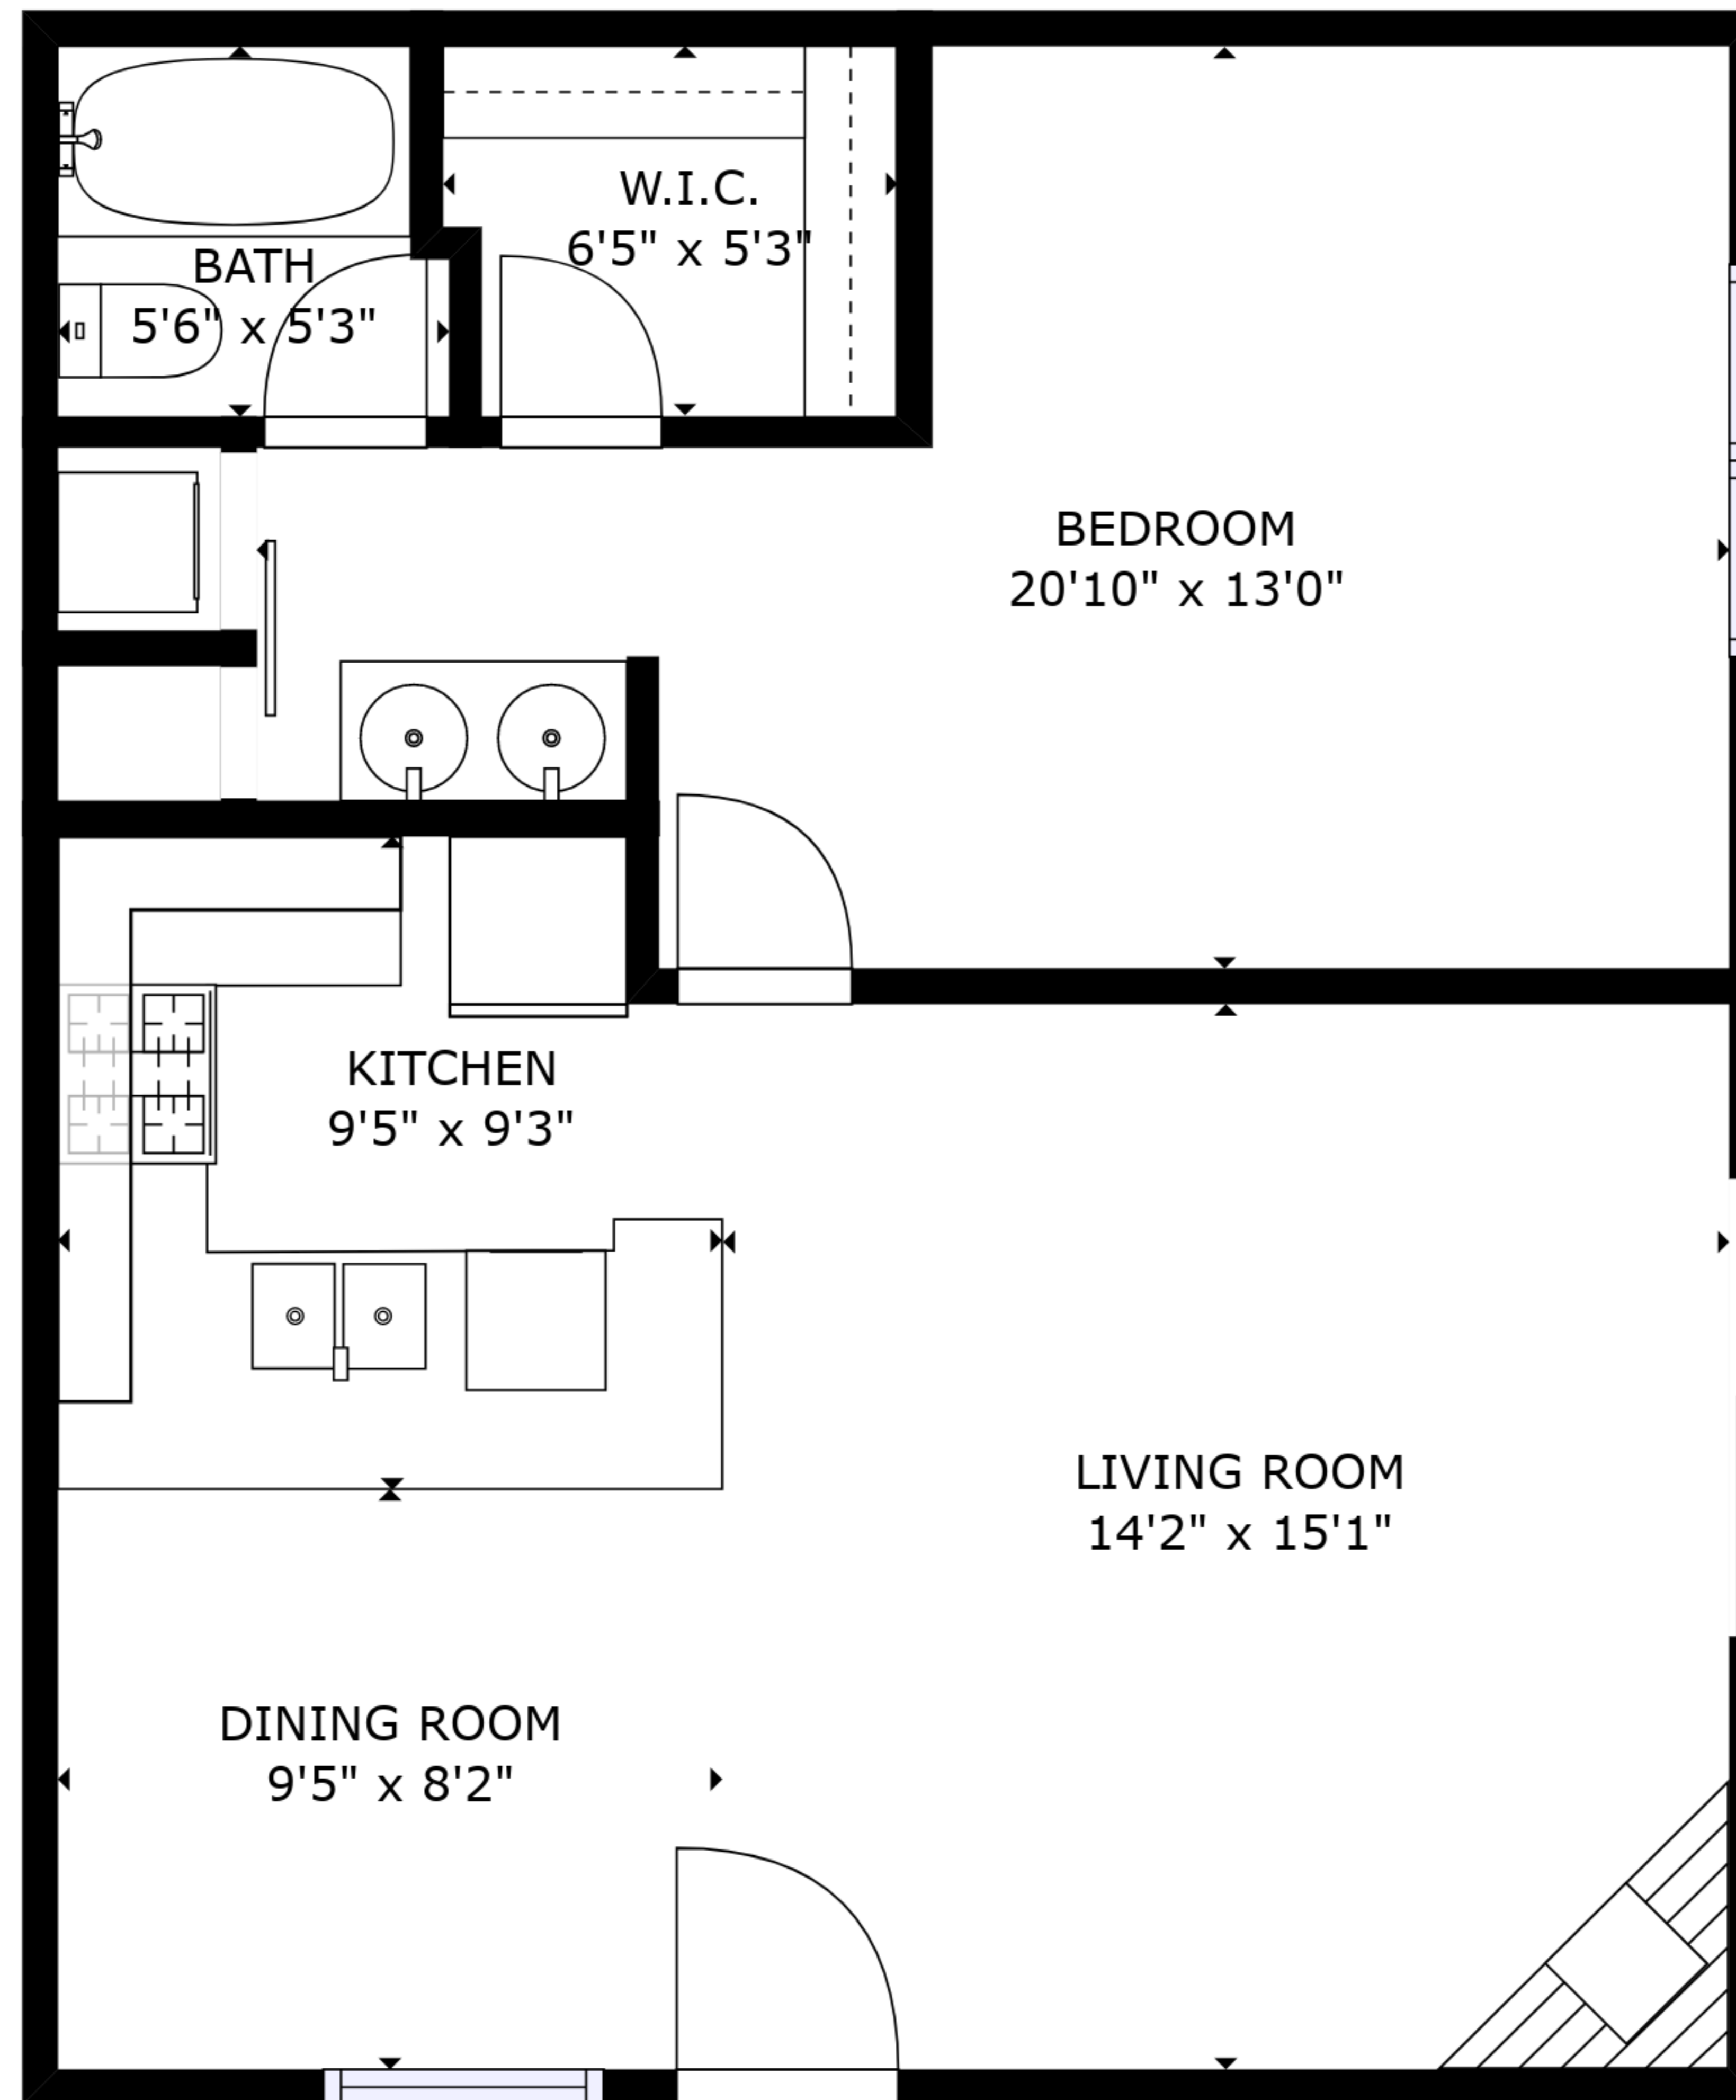 W.I.C.
6'5" x 5'3"
BATH
5'6" x 5'3"
BEDROOM
20'10" x 13'0"
KITCHEN
9'5" x 9'3"
LIVING ROOM
14'2" x 15'1"
DINING ROOM
9'5" x 8'2"